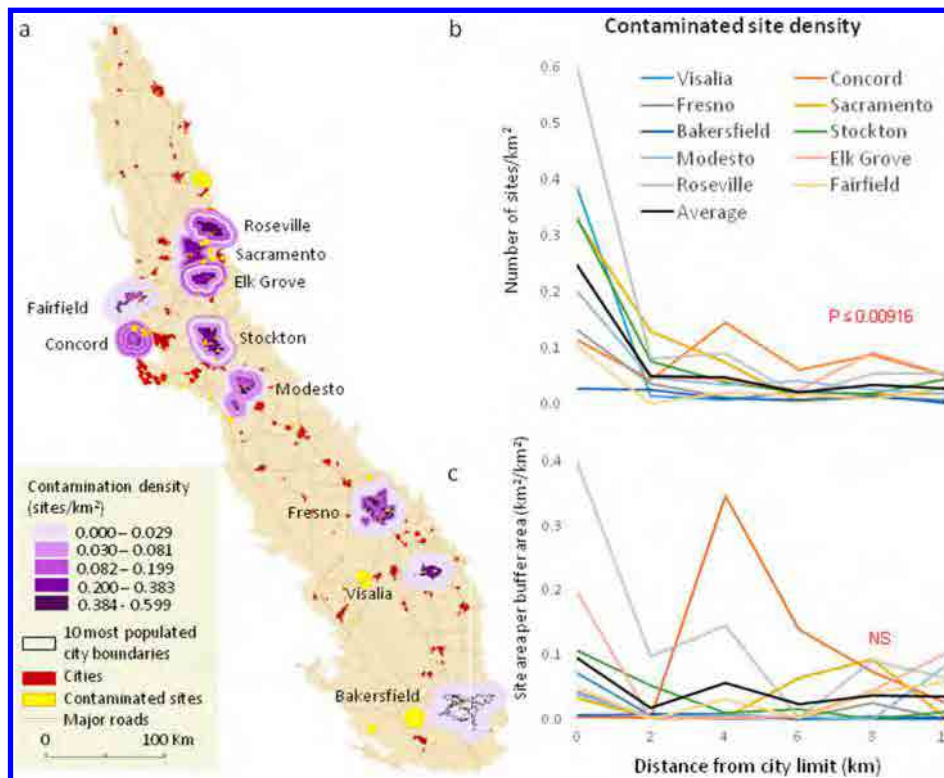 a
Roseville
Sacramento
Elk Grove
Fairfield
Concord
Stockton
Modesto
Fresno
Visalia
Bakersfield
Contamination density
(sites/km²)
0.000 – 0.029
0.030 – 0.081
0.082 – 0.199
0.200 – 0.383
0.384 - 0.599
10 most populated
city boundaries
Cities
Contaminated sites
Major roads
0 100 Km
b
Contaminated site density
Number of sites/km²
0.6
0.5
0.4
0.3
0.2
0.1
0.0
Visalia
Concord
Fresno
Sacramento
Bakersfield
Stockton
Modesto
Elk Grove
Roseville
Fairfield
Average
P ≤ 0.00916
c
Site area per buffer area (km²/km²)
0.4
0.3
0.2
0.1
0.0
NS
0 2 4 6 8
Distance from city limit (km)